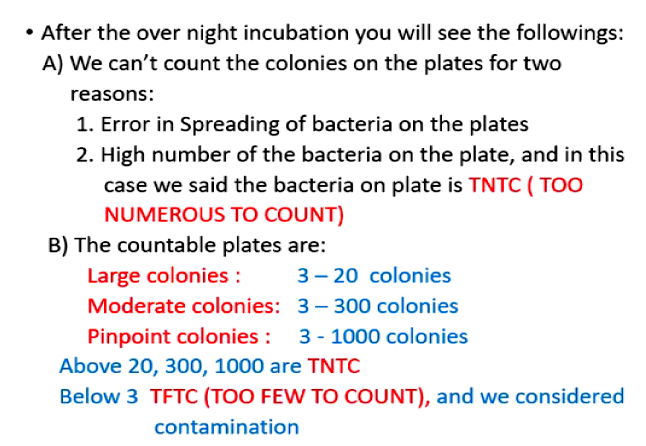 • After the over night incubation you will see the followings:
A) We can’t count the colonies on the plates for two
reasons:
1. Error in Spreading of bacteria on the plates
2. High number of the bacteria on the plate, and in this
case we said the bacteria on plate is TNTC ( TOO
NUMEROUS TO COUNT)
B) The countable plates are:
Large colonies : 3 – 20 colonies
Moderate colonies: 3 – 300 colonies
Pinpoint colonies : 3 - 1000 colonies
Above 20, 300, 1000 are TNTC
Below 3 TFTC (TOO FEW TO COUNT), and we considered
contamination